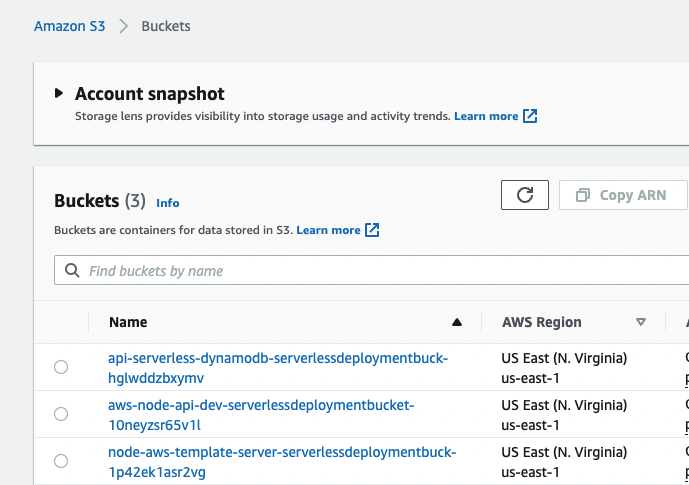 Amazon S3 > Buckets
Account snapshot
Storage lens provides visibility into storage usage and activity trends. Learn more
Buckets (3) Info
Copy ARN
Buckets are containers for data stored in S3. Learn more
Find buckets by name
Name AWS Region
api-serverless-dynamodb-serverlessdeploymentbuck- US East (N. Virginia)
hglwddzbxymv us-east-1
aws-node-api-dev-serverlessdeploymentbucket- US East (N. Virginia)
10neyzsr65v1l us-east-1
node-aws-template-server-serverlessdeploymentbuck- US East (N. Virginia)
1p42ek1asr2vg us-east-1